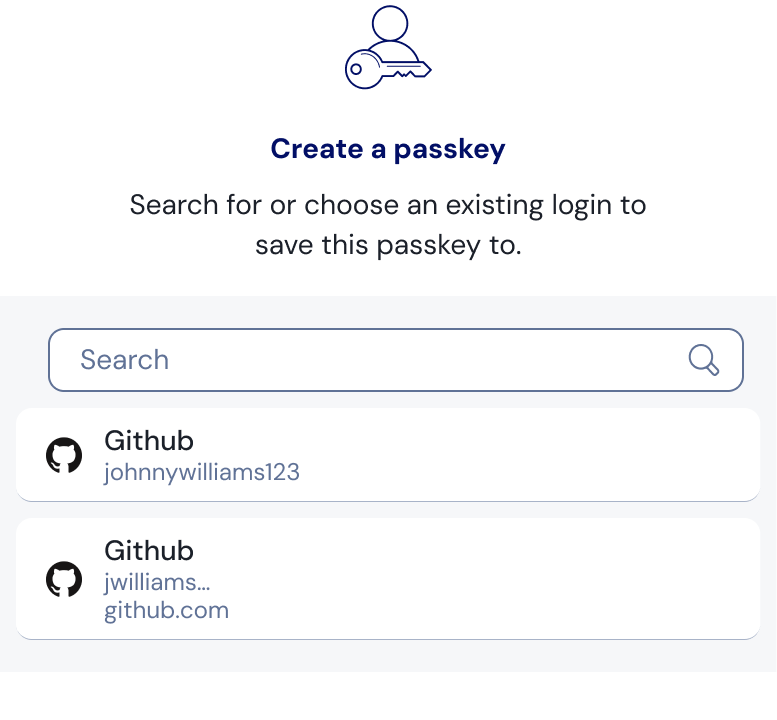 Create a passkey
Search for or choose an existing login to
save this passkey to.
Search
Github
johnnywilliams123
Github
jwilliams...
github.com